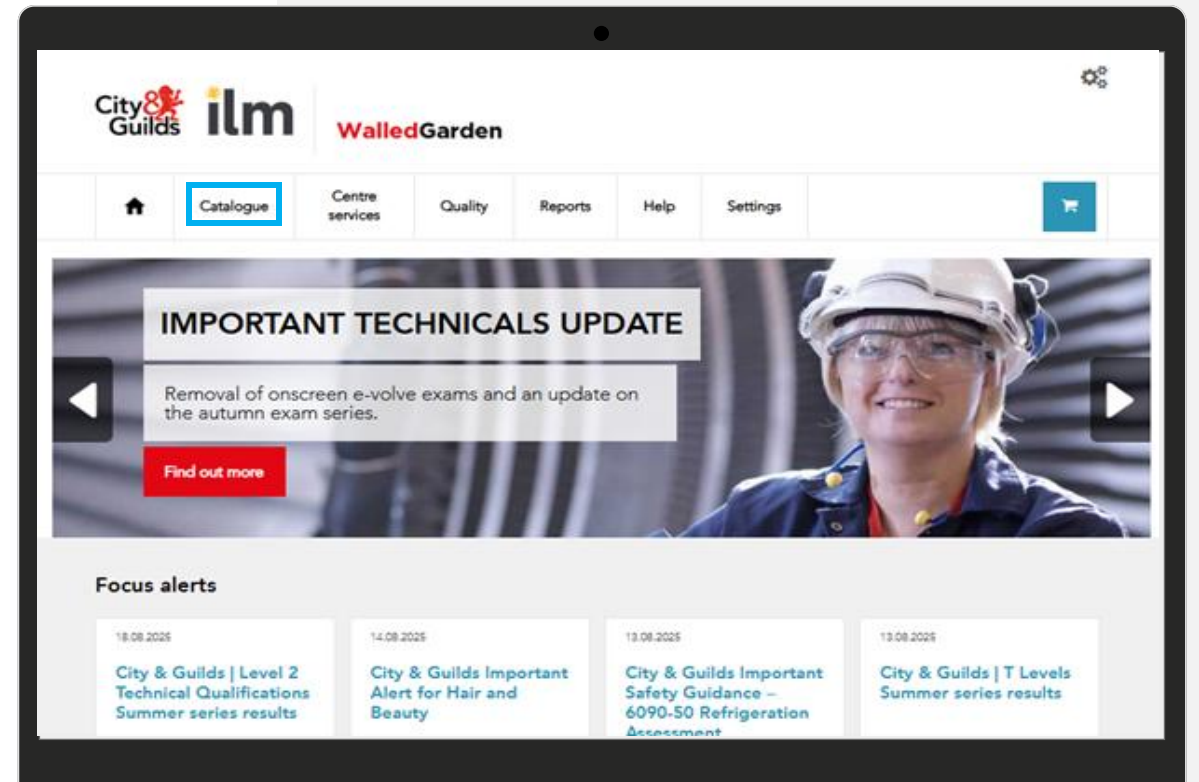 City&
Guilds
ilm
WalledGarden
Catalogue
Centre
services
Quality
Reports
Help
Settings
IMPORTANT TECHNICALS UPDATE
Removal of onscreen e-volve exams and an update on
the autumn exam series.
Find out more
Focus alerts
18.08.2025
City & Guilds | Level 2
Technical Qualifications
Summer series results
14.08.2025
City & Guilds Important
Alert for Hair and
Beauty
13.08.2025
City & Guilds Important
Safety Guidance –
6090-50 Refrigeration
Assessment
13.08.2025
City & Guilds | T Levels
Summer series results